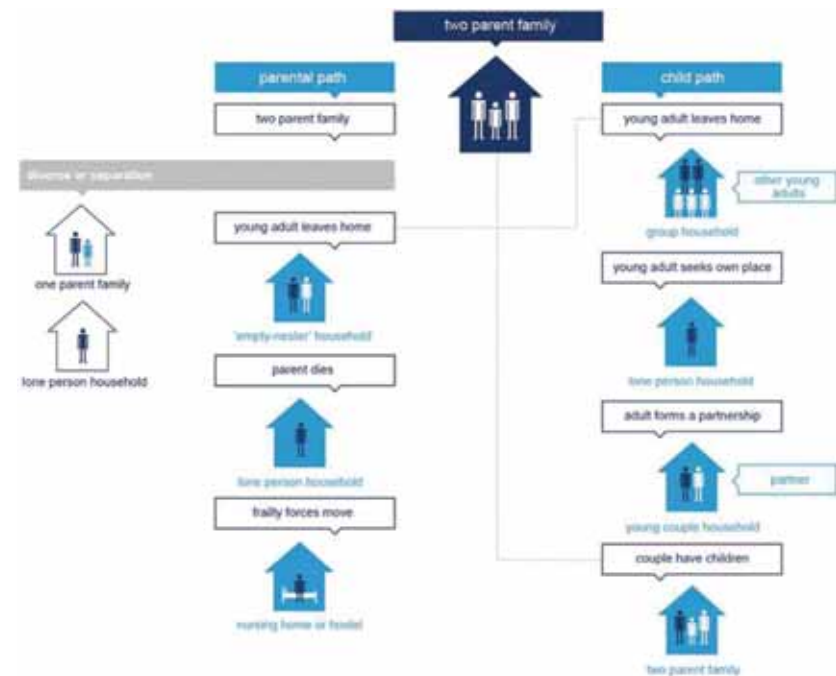 two parent family
parental path
child path
two parent family
young adult leaves home
divorce or separation
other young
adults
group household
young adult leaves home
one parent family
'empty-nester' household
young adult seeks own place
lone person household
parent dies
lone person household
adult forms a partnership
lone person household
partner
frailty forces move
young couple household
couple have children
nursing home or hostel
two parent family